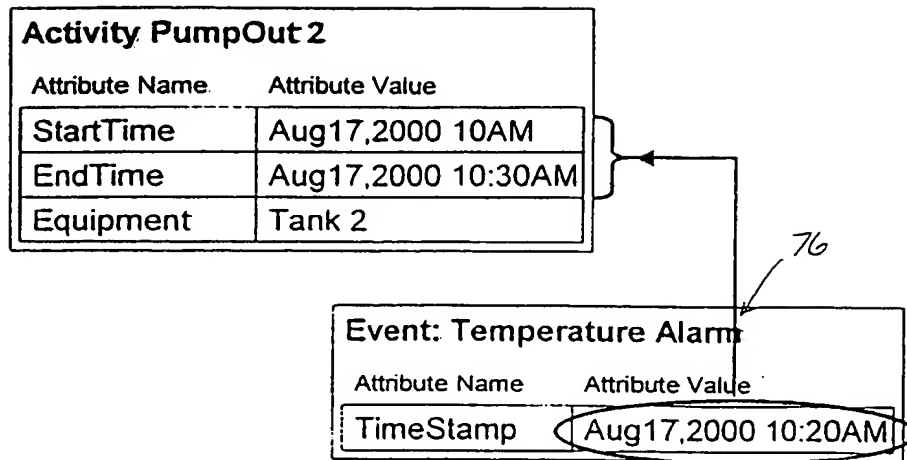 Activity PumpOut 2
Attribute Name Attribute Value
StartTime Aug17,2000 10AM
EndTime Aug17,2000 10:30AM
Equipment Tank 2
76
Event: Temperature Alarm
Attribute Name Attribute Value
TimeStamp Aug17,2000 10:20AM